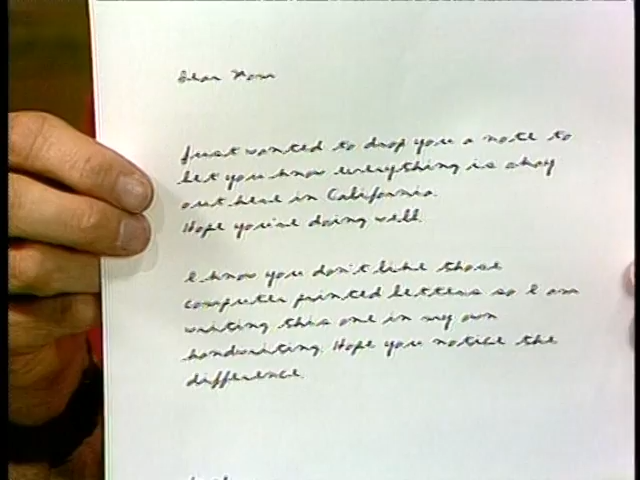 Dear Mom
Just wanted to drop you a note to
let you know everything is okay
out here in California.
Hope you're doing well.
I know you don't like those
computer printed letters so I am
writing this one in my own
handwriting. Hope you notice the
difference.